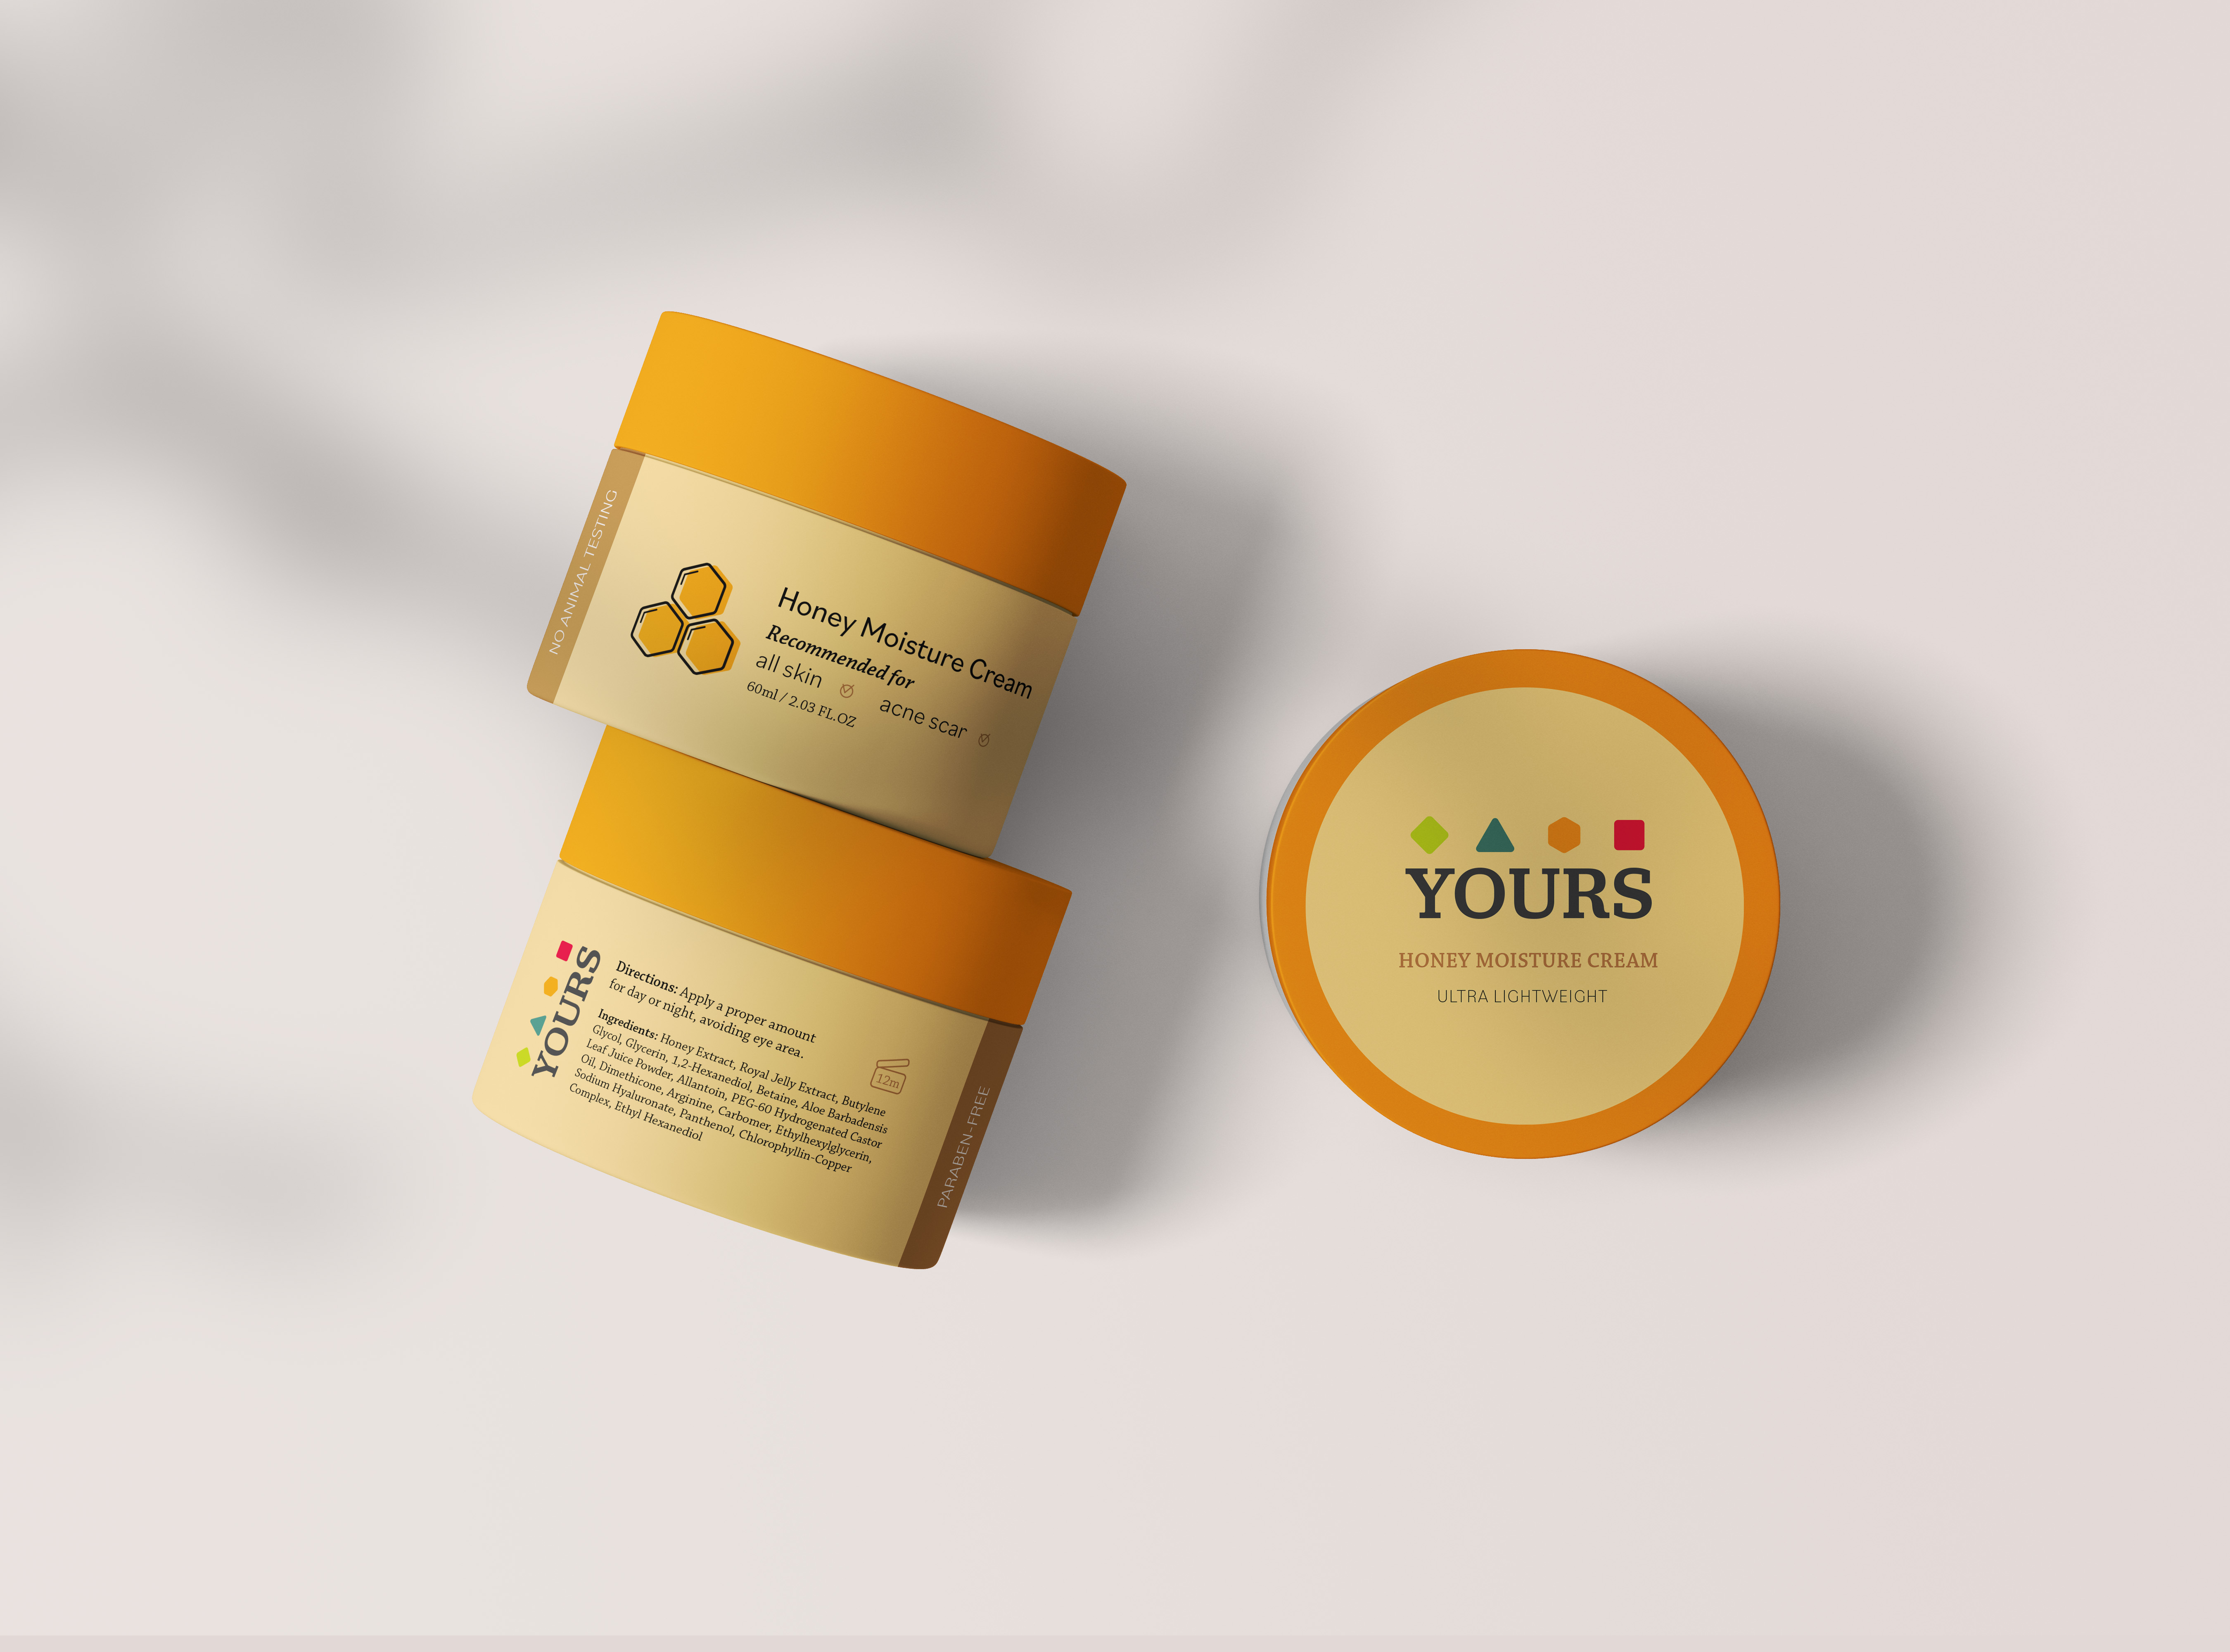 NO ANIMAL TESTING
Honey Moisture Cream
Recommended for
all skin
acne scar
60ml / 2.03 FL.OZ
YOURS
Directions: Apply a proper amount
for day or night, avoiding eye area.
Ingredients: Honey Extract, Royal Jelly Extract, Butylene
Glycol, Glycerin, 1,2-Hexanediol, Betaine, Aloe Barbadensis
Leaf Juice Powder, Allantoin, PEG-60 Hydrogenated Castor
Oil, Dimethicone, Arginine, Carbomer, Ethylhexylglycerin,
Sodium Hyaluronate, Panthenol, Chlorophyllin-Copper
Complex, Ethyl Hexanediol
12m
PARABEN-FREE
YOURS
HONEY MOISTURE CREAM
ULTRA LIGHTWEIGHT